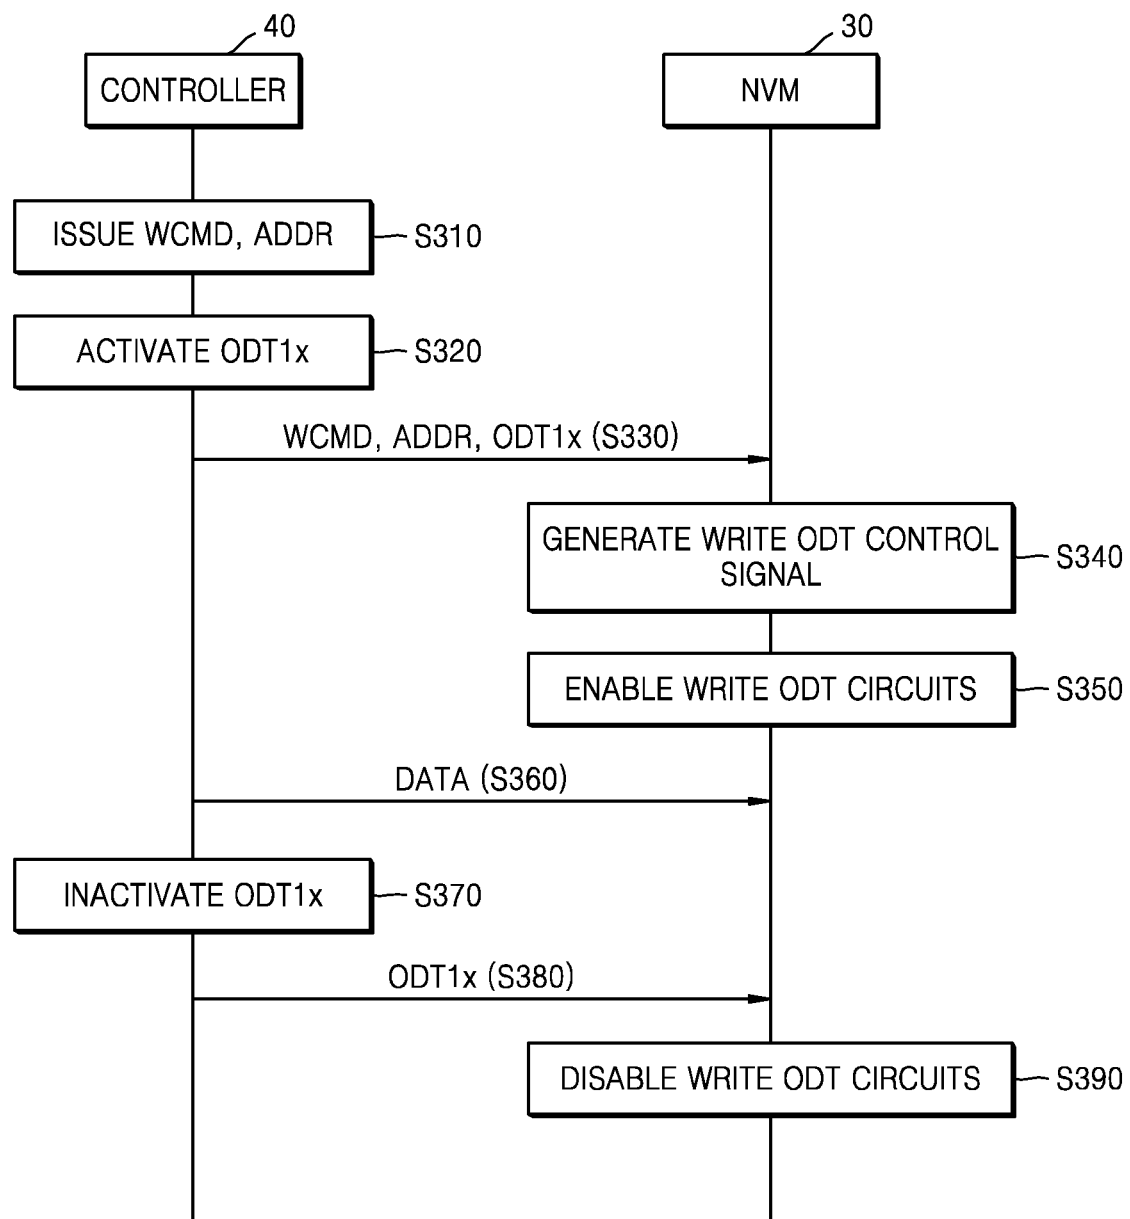 40
30
CONTROLLER
NVM
ISSUE WCMD, ADDR
S310
ACTIVATE ODT1x
S320
WCMD, ADDR, ODT1x (S330)
GENERATE WRITE ODT CONTROL
SIGNAL
S340
ENABLE WRITE ODT CIRCUITS
S350
DATA (S360)
INACTIVATE ODT1x
S370
ODT1x (S380)
DISABLE WRITE ODT CIRCUITS
S390